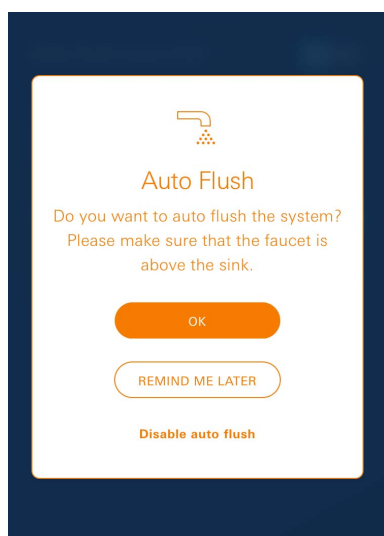 Auto Flush
Do you want to auto flush the system?
Please make sure that the faucet is
above the sink.
OK
REMIND ME LATER
Disable auto flush